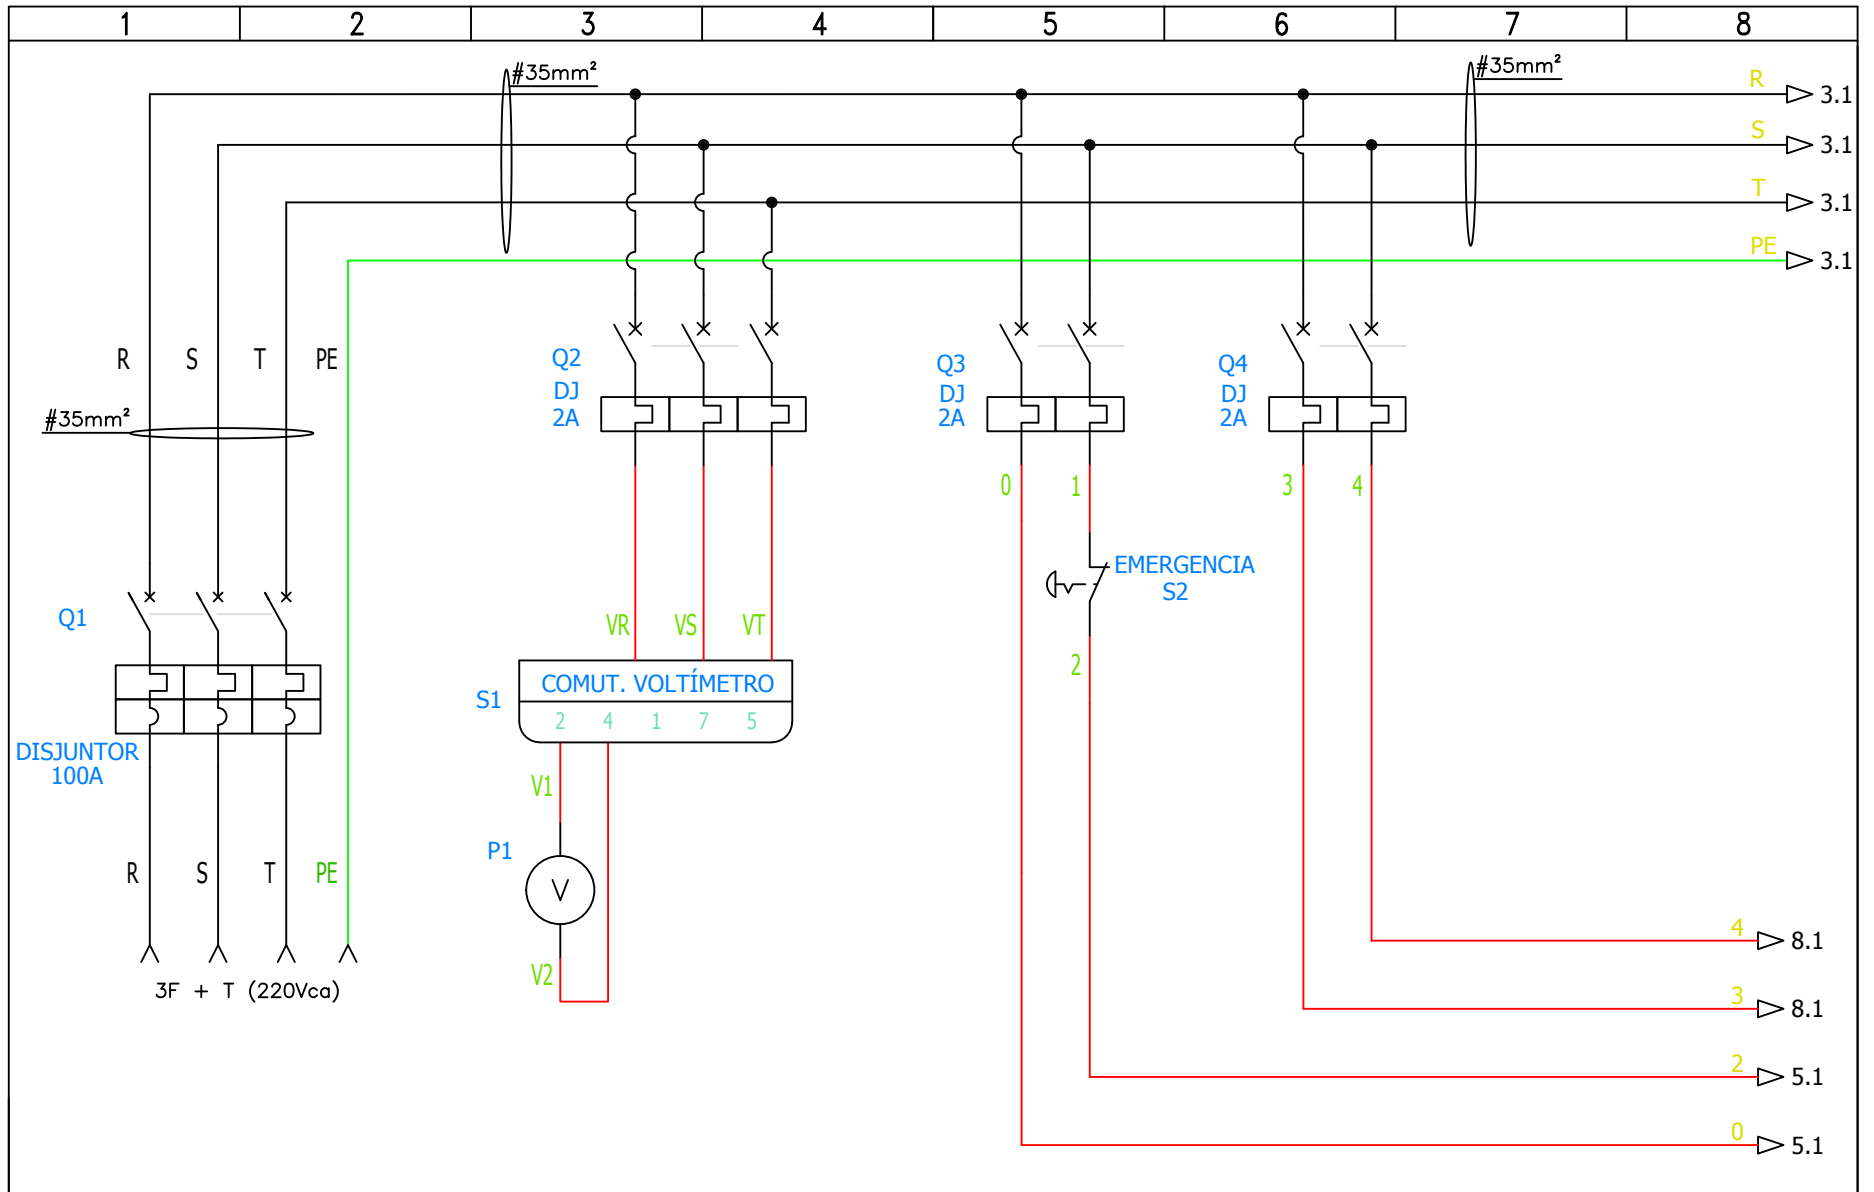 1 2 3 4 5 6 7 8
#35mm² #35mm²
R 3.1
S 3.1
T 3.1
PE 3.1
R S T PE
Q2
DJ
2A
Q3
DJ
2A
Q4
DJ
2A
#35mm²
0 1 3 4
EMERGENCIA
S2
Q1
VR VS VT
2
COMUT. VOLTÍMETRO
S1
2 4 1 7 5
DISJUNTOR
100A
V1
P1
V
R S T PE
V2
3F + T (220Vca)
4 8.1
3 8.1
2 5.1
0 5.1